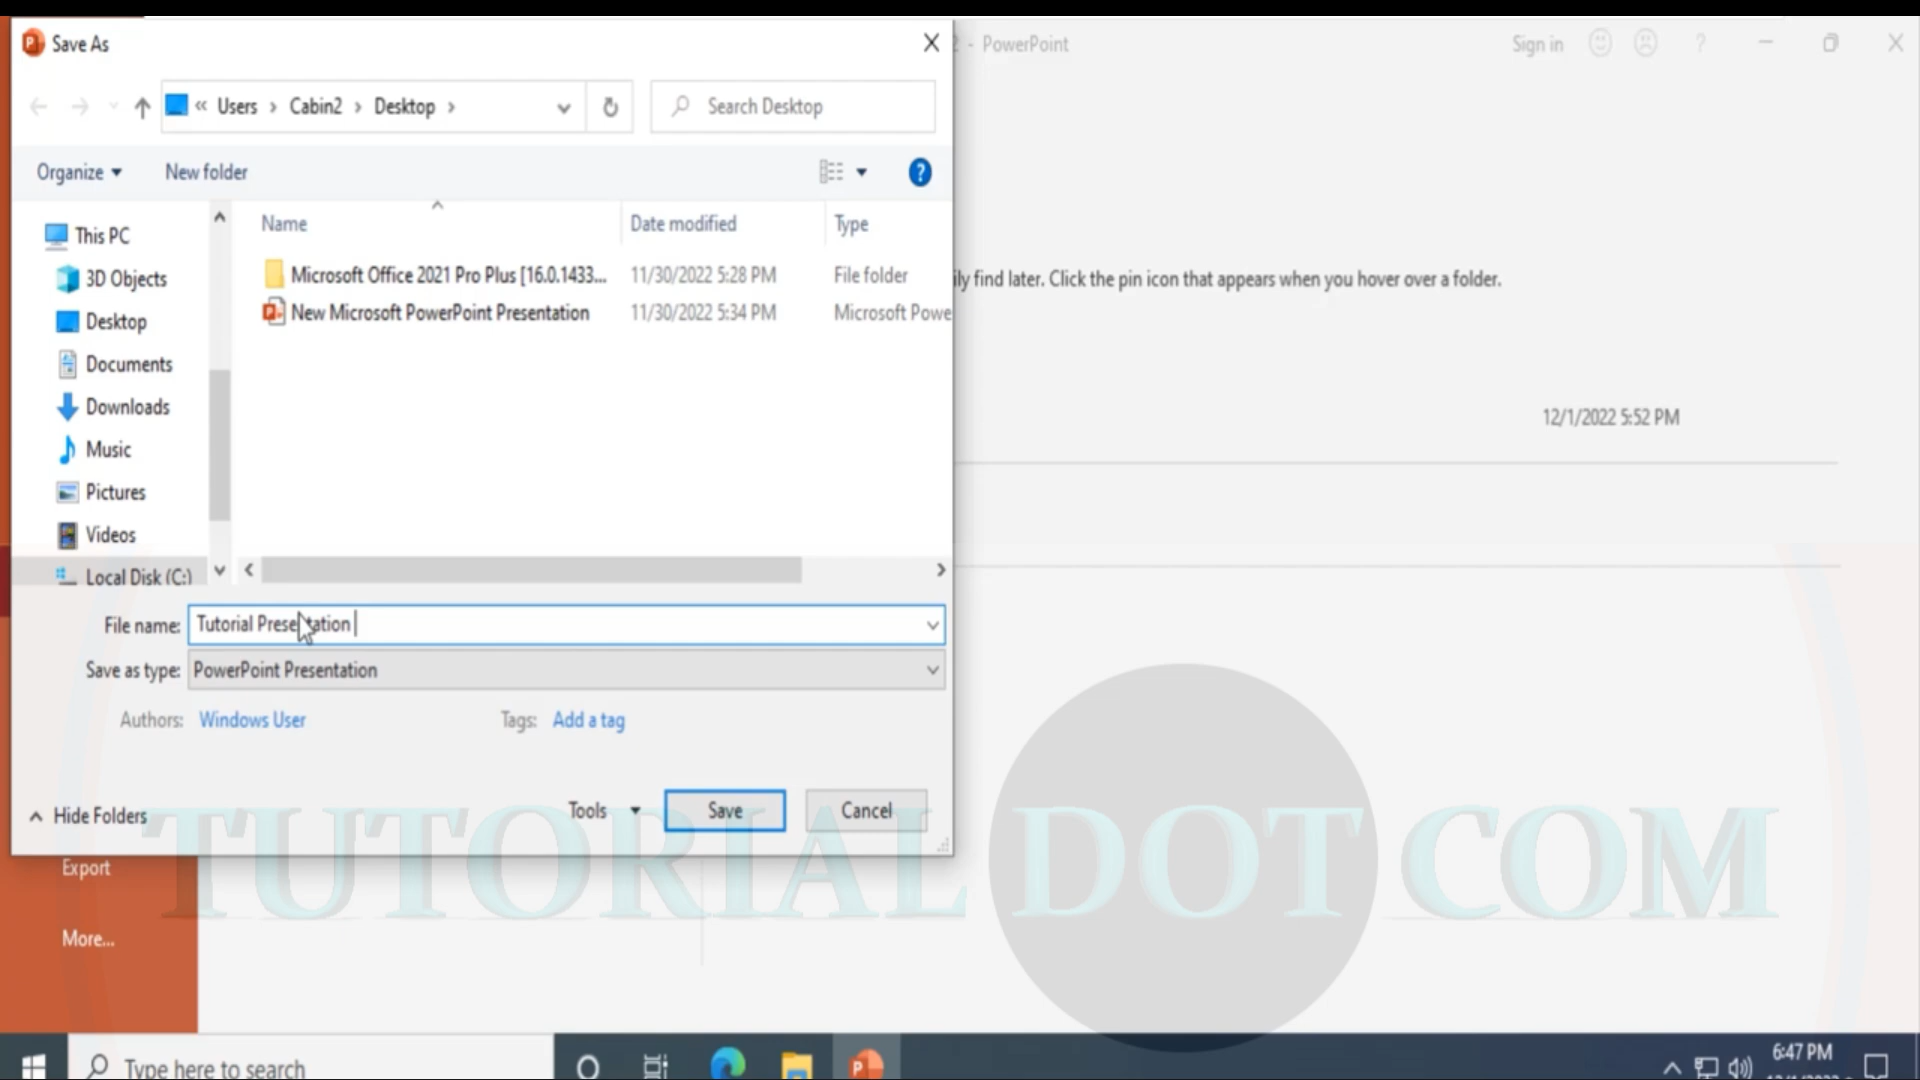 Save As
2 - PowerPoint
Sign in
?
« Users › Cabin2 › Desktop ›
Search Desktop
Organize
New folder
?
Name
Date modified
Type
This PC
3D Objects
Desktop
Documents
Downloads
Music
Pictures
Videos
Local Disk (C:)
Microsoft Office 2021 Pro Plus [16.0.1433... 11/30/2022 5:28 PM File folder
New Microsoft PowerPoint Presentation 11/30/2022 5:34 PM Microsoft Powe
ily find later. Click the pin icon that appears when you hover over a folder.
12/1/2022 5:52 PM
File name: Tutorial Presentation
Save as type: PowerPoint Presentation
Authors: Windows User
Tags: Add a tag
Hide Folders
Tools
Save
Cancel
TUTORIAL DOT COM
Export
More...
Type here to search
6:47 PM